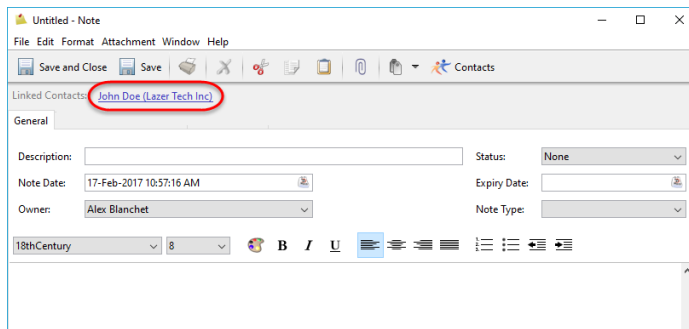 Untitled - Note
File Edit Format Attachment Window Help
Save and Close Save Contacts
Linked Contacts: John Doe (Lazer Tech Inc)
General
Description: Status: None
Note Date: 17-Feb-2017 10:57:16 AM Expiry Date:
Owner: Alex Blanchet Note Type:
18thCentury 8 B I U